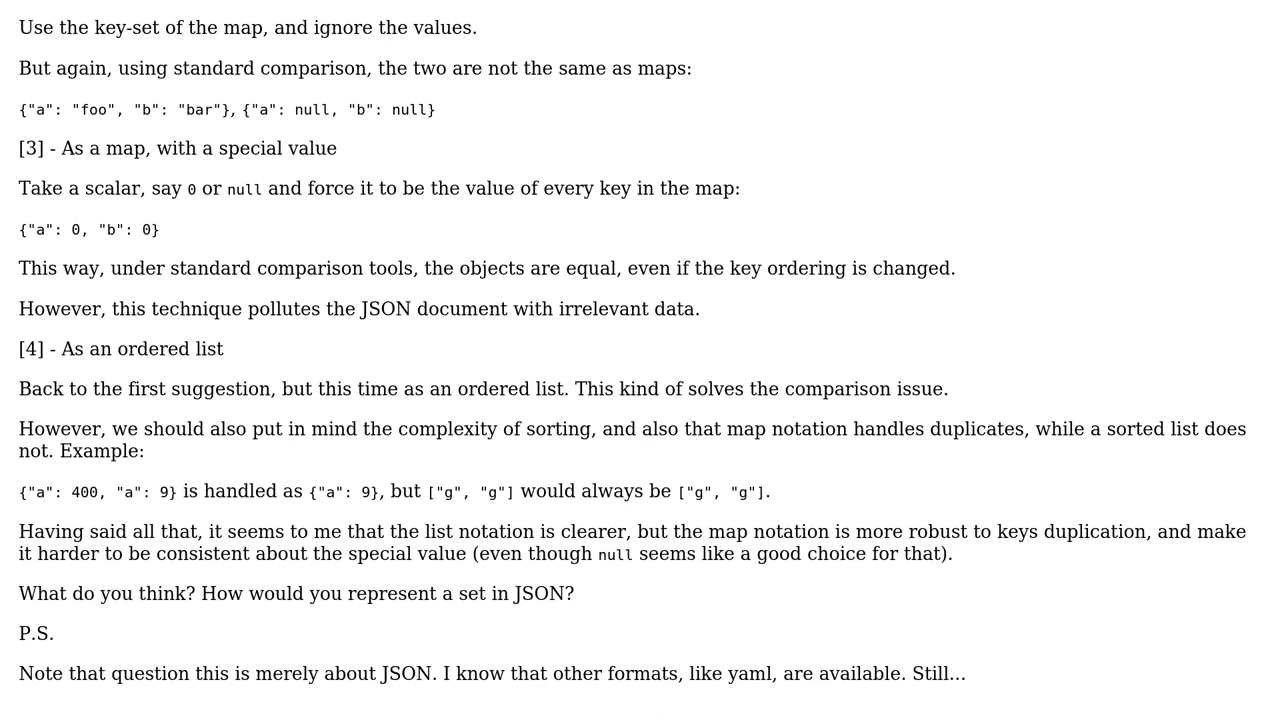 Use the key-set of the map, and ignore the values.
But again, using standard comparison, the two are not the same as maps:
{"a": "foo", "b": "bar"}, {"a": null, "b": null}
[3] - As a map, with a special value
Take a scalar, say 0 or null and force it to be the value of every key in the map:
{"a": 0, "b": 0}
This way, under standard comparison tools, the objects are equal, even if the key ordering is changed.
However, this technique pollutes the JSON document with irrelevant data.
[4] - As an ordered list
Back to the first suggestion, but this time as an ordered list. This kind of solves the comparison issue.
However, we should also put in mind the complexity of sorting, and also that map notation handles duplicates, while a sorted list does
not. Example:
{"a": 400, "a": 9} is handled as {"a": 9}, but ["g", "g"] would always be ["g", "g"].
Having said all that, it seems to me that the list notation is clearer, but the map notation is more robust to keys duplication, and make
it harder to be consistent about the special value (even though null seems like a good choice for that).
What do you think? How would you represent a set in JSON?
P.S.
Note that question this is merely about JSON. I know that other formats, like yaml, are available. Still...